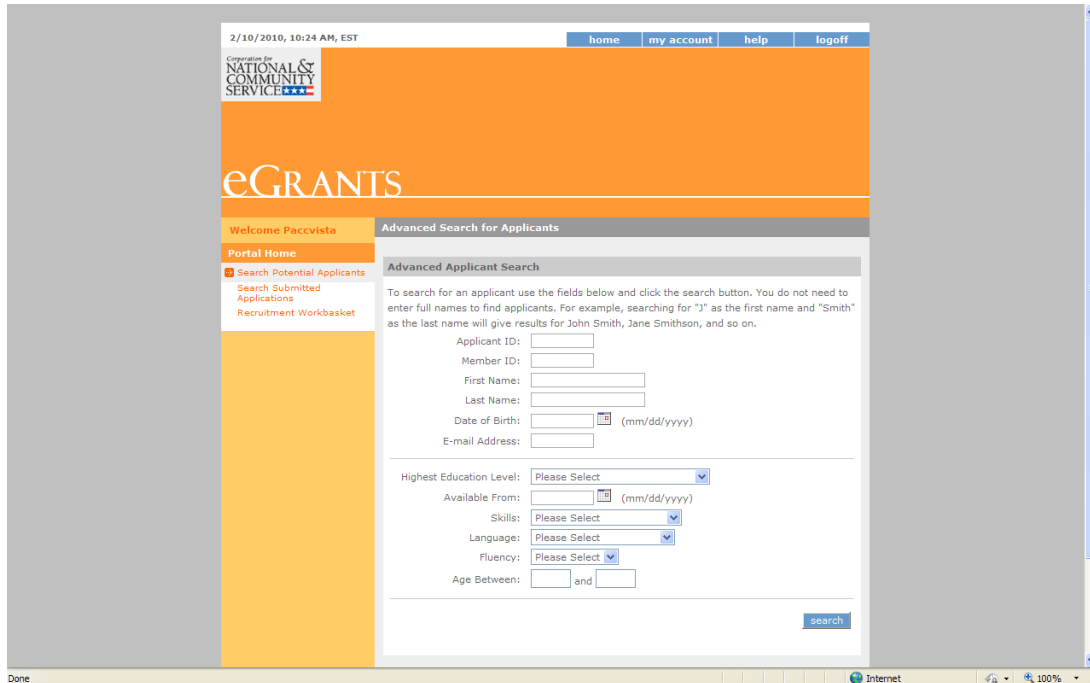 2/10/2010, 10:24 AM, EST
home my account help logoff
Corporation for
NATIONAL &
COMMUNITY
SERVICE
eGRANTS
Welcome Paccvista
Advanced Search for Applicants
Portal Home
Search Potential Applicants
Search Submitted
Applications
Recruitment Workbasket
Advanced Applicant Search
To search for an applicant use the fields below and click the search button. You do not need to
enter full names to find applicants. For example, searching for "J" as the first name and "Smith"
as the last name will give results for John Smith, Jane Smithson, and so on.
Applicant ID:
Member ID:
First Name:
Last Name:
Date of Birth: (mm/dd/yyyy)
E-mail Address:
Highest Education Level: Please Select
Available From: (mm/dd/yyyy)
Skills: Please Select
Language: Please Select
Fluency: Please Select
Age Between: and
search
Done Internet 100%